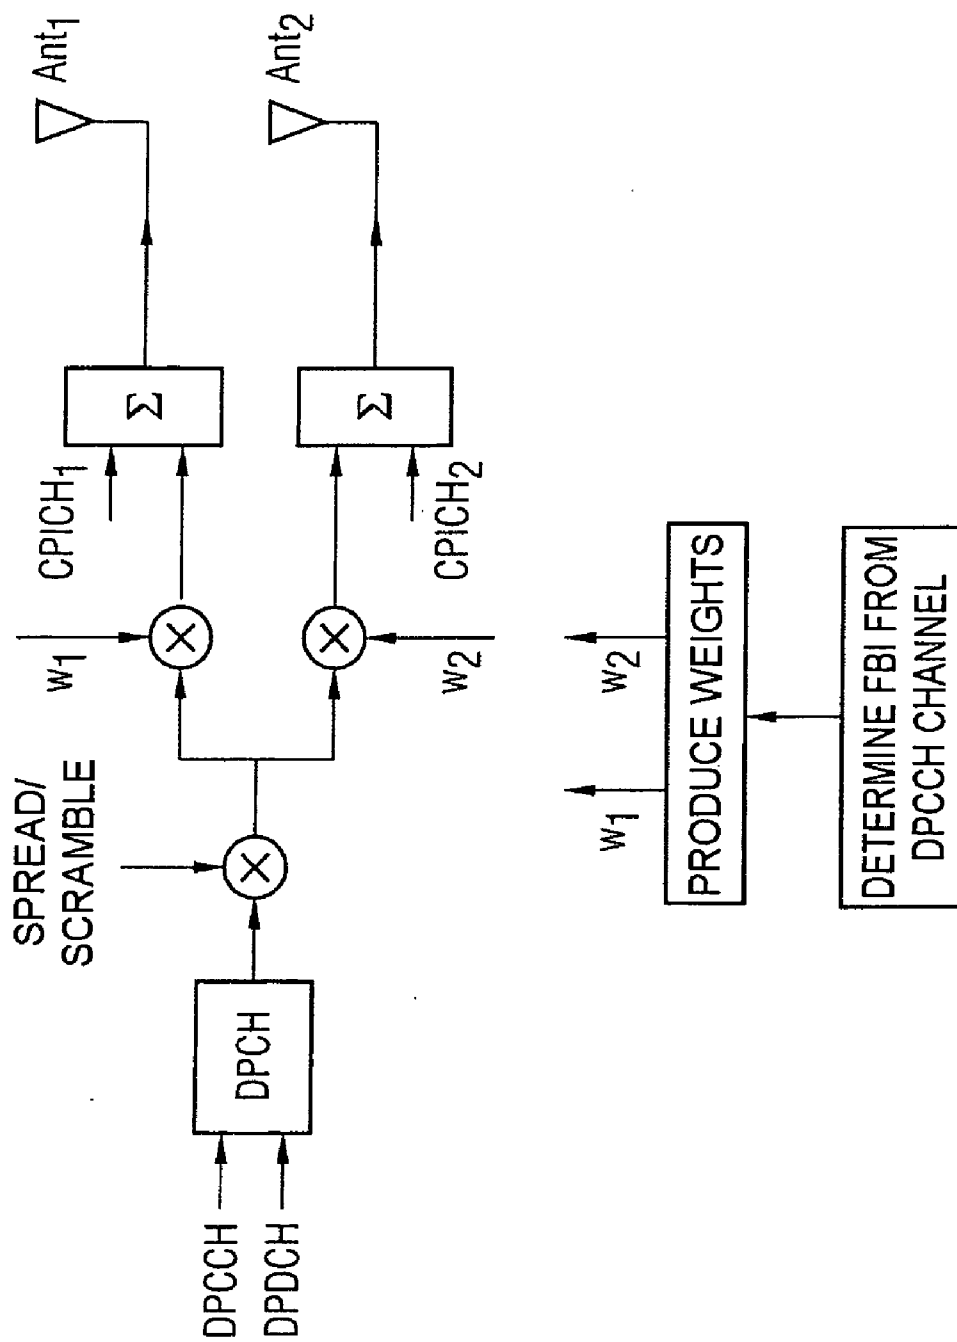 DPCCH
DPDCH
DPCH
SPREAD/
SCRAMBLE
w1
w2
CPICH1
CPICH2
Σ
Σ
Ant1
Ant2
w1
w2
PRODUCE WEIGHTS
DETERMINE FBI FROM
DPCCH CHANNEL